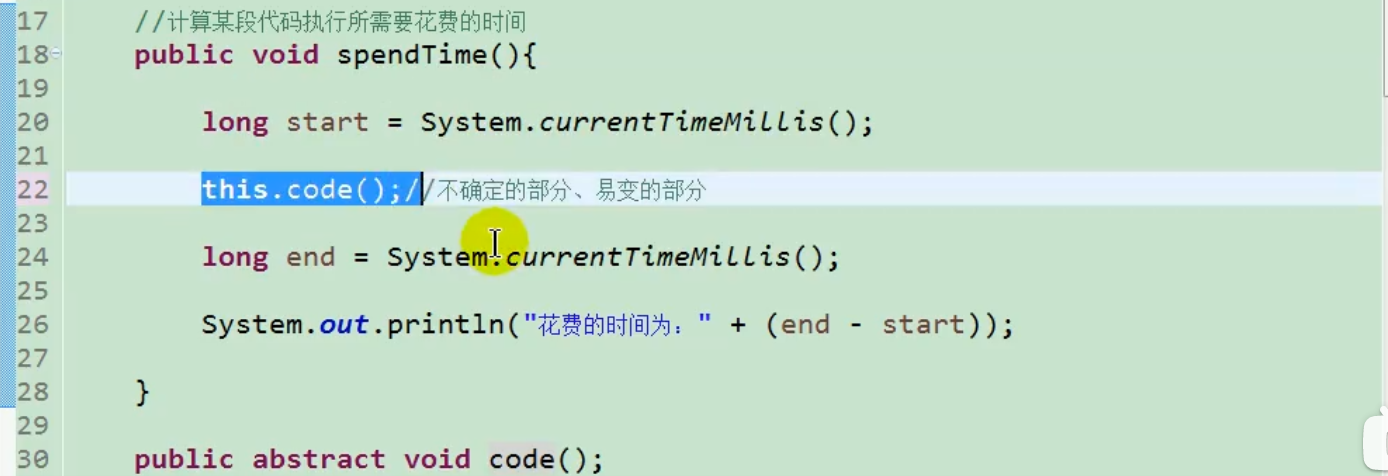 17 //计算某段代码执行所需要花费的时间
18 public void spendTime(){
19
20 long start = System.currentTimeMillis();
21
22 this.code();//不确定的部分、易变的部分
23
24 long end = System.currentTimeMillis();
25
26 System.out.println("花费的时间为：" + (end - start));
27
28 }
29
30 public abstract void code();